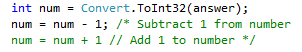 int num = Convert.ToInt32(answer);
num = num - 1; /* Subtract 1 from number
num = num + 1 // Add 1 to number */